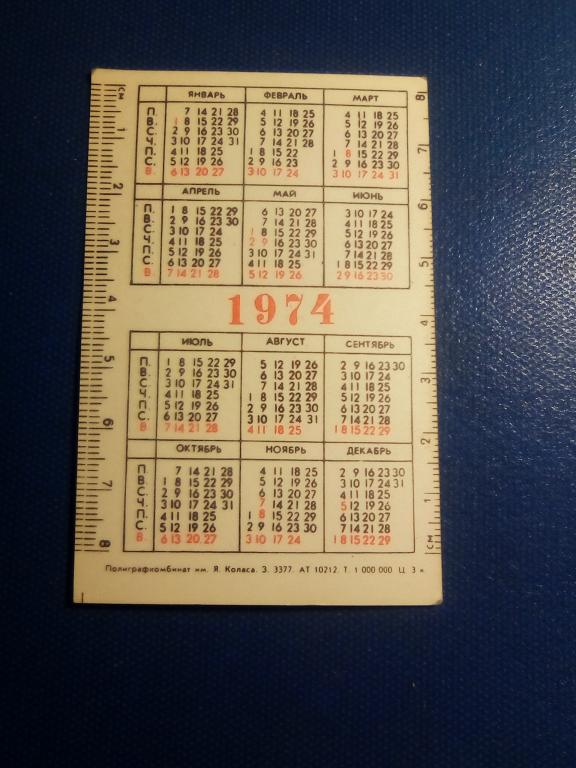 ЯНВАРЬ ФЕВРАЛЬ МАРТ
П. 7 14 21 28 4 11 18 25 4 11 18 25
В. 1 8 15 22 29 5 12 19 26 5 12 19 26
С. 2 9 16 23 30 6 13 20 27 6 13 20 27
Ч. 3 10 17 24 31 7 14 21 28 7 14 21 28
П. 4 11 18 25 1 8 15 22 1 8 15 22 29
С. 5 12 19 26 2 9 16 23 2 9 16 23 30
В. 6 13 20 27 3 10 17 24 3 10 17 24 31
АПРЕЛЬ МАЙ ИЮНЬ
П. 1 8 15 22 29 6 13 20 27 3 10 17 24
В. 2 9 16 23 30 7 14 21 28 4 11 18 25
С. 3 10 17 24 1 8 15 22 29 5 12 19 26
Ч. 4 11 18 25 2 9 16 23 30 6 13 20 27
П. 5 12 19 26 3 10 17 24 31 7 14 21 28
С. 6 13 20 27 4 11 18 25 1 8 15 22 29
В. 7 14 21 28 5 12 19 26 2 9 16 23 30
1974
ИЮЛЬ АВГУСТ СЕНТЯБРЬ
П. 1 8 15 22 29 5 12 19 26 2 9 16 23 30
В. 2 9 16 23 30 6 13 20 27 3 10 17 24
С. 3 10 17 24 31 7 14 21 28 4 11 18 25
Ч. 4 11 18 25 1 8 15 22 29 5 12 19 26
П. 5 12 19 26 2 9 16 23 30 6 13 20 27
С. 6 13 20 27 3 10 17 24 31 7 14 21 28
В. 7 14 21 28 4 11 18 25 1 8 15 22 29
ОКТЯБРЬ НОЯБРЬ ДЕКАБРЬ
П. 7 14 21 28 4 11 18 25 2 9 16 23 30
В. 1 8 15 22 29 5 12 19 26 3 10 17 24 31
С. 2 9 16 23 30 6 13 20 27 4 11 18 25
Ч. 3 10 17 24 31 7 14 21 28 5 12 19 26
П. 4 11 18 25 1 8 15 22 29 6 13 20 27
С. 5 12 19 26 2 9 16 23 30 7 14 21 28
В. 6 13 20 27 3 10 17 24 1 8 15 22 29
Полиграфкомбинат им. Я. Коласа. З. 3377. АТ 10212. Т. 1 000 000 Ц. 3 к.
см 1 2 3 4 5 6 7 8
см 1 2 3 4 5 6 7 8